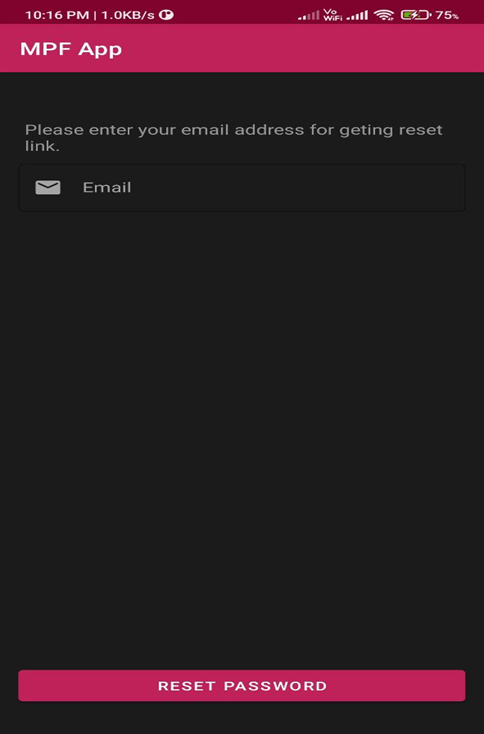 10:16 PM | 1.0KB/s
Vo WiFi
75%
MPF App
Please enter your email address for geting reset
link.
Email
RESET PASSWORD